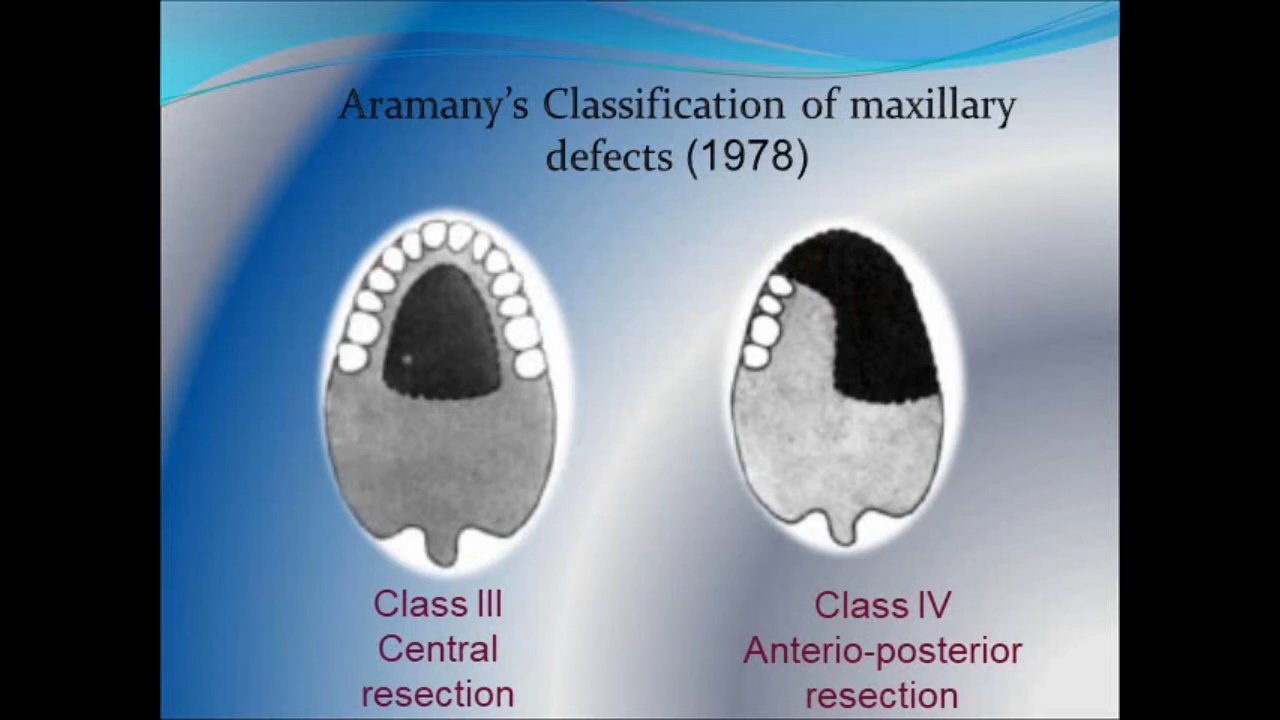 Aramany's Classification of maxillary
defects (1978)
Class III
Central
resection
Class IV
Anterio-posterior
resection